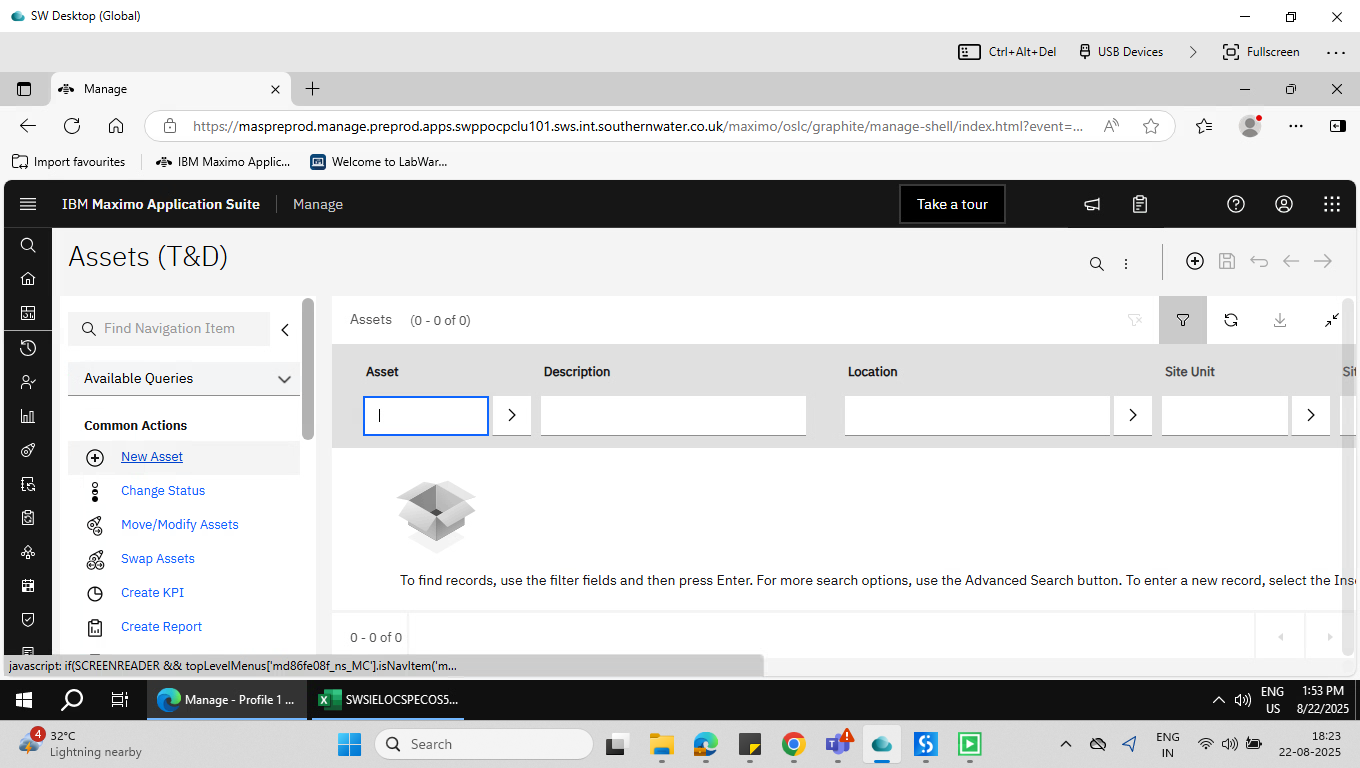 SW Desktop (Global)
Ctrl+Alt+Del
USB Devices
Fullscreen
Manage
https://maspreprod.manage.preprod.apps.swppocpclu101.sws.int.southernwater.co.uk/maximo/oslc/graphite/manage-shell/index.html?event=...
Import favourites
IBM Maximo Applic...
Welcome to LabWar...
IBM Maximo Application Suite
Manage
Take a tour
Assets (T&D)
Find Navigation Item
Available Queries
Common Actions
New Asset
Change Status
Move/Modify Assets
Swap Assets
Create KPI
Create Report
Assets (0 - 0 of 0)
Asset
Description
Location
Site Unit
Sit
To find records, use the filter fields and then press Enter. For more search options, use the Advanced Search button. To enter a new record, select the Ins
0 - 0 of 0
javascript: if(SCREENREADER && topLevelMenus['md86fe08f_ns_MC'].isNavItem('m...
Manage - Profile 1 ...
SWSIELOCSPECOS5...
ENG
US
1:53 PM
8/22/2025
4
32°C
Lightning nearby
Search
ENG
IN
18:23
22-08-2025